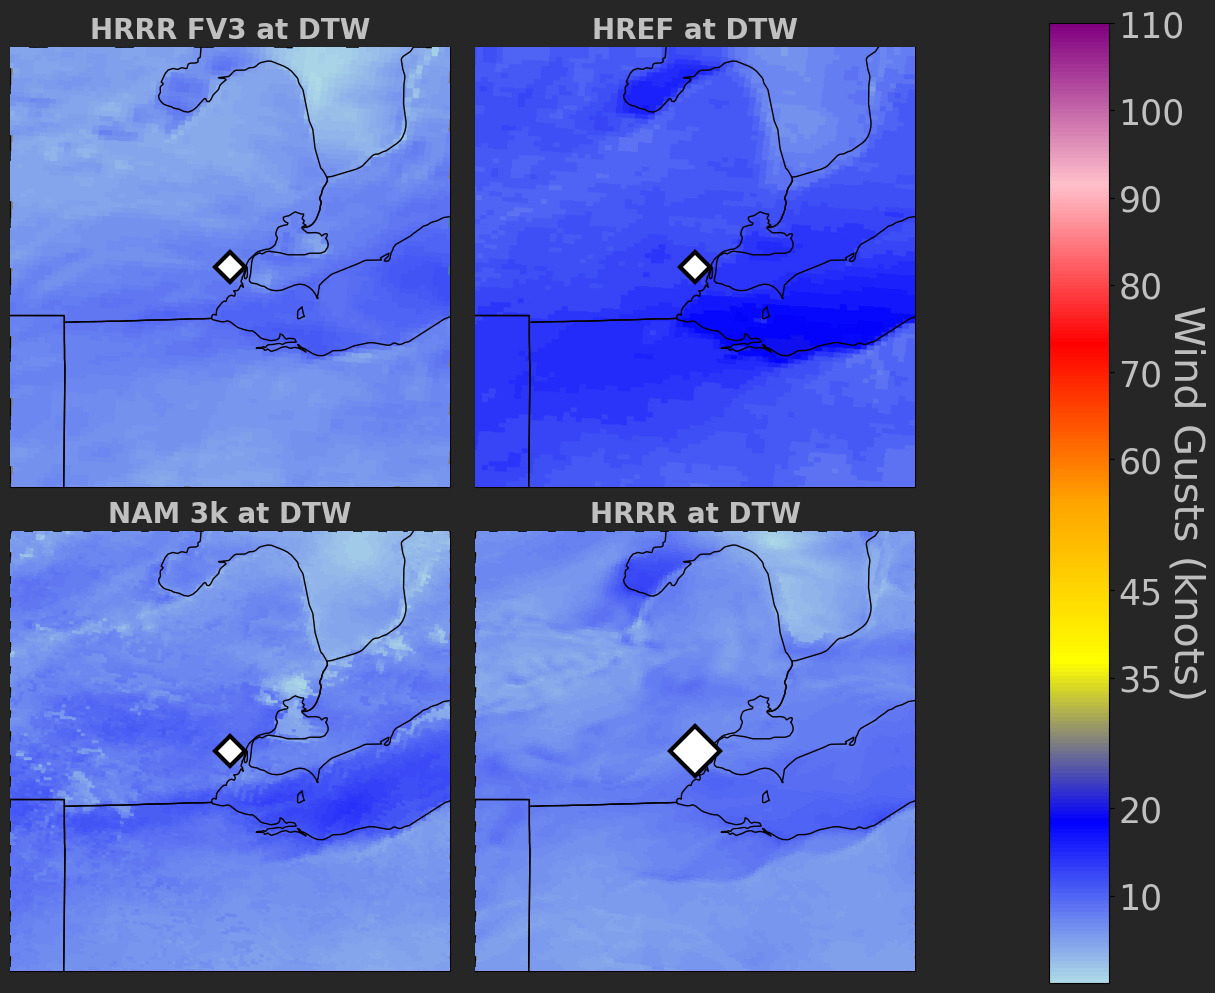 HRRR FV3 at DTW
HREF at DTW
NAM 3k at DTW
HRRR at DTW
110
100
90
80
70
60
45
35
20
10
Wind Gusts (knots)